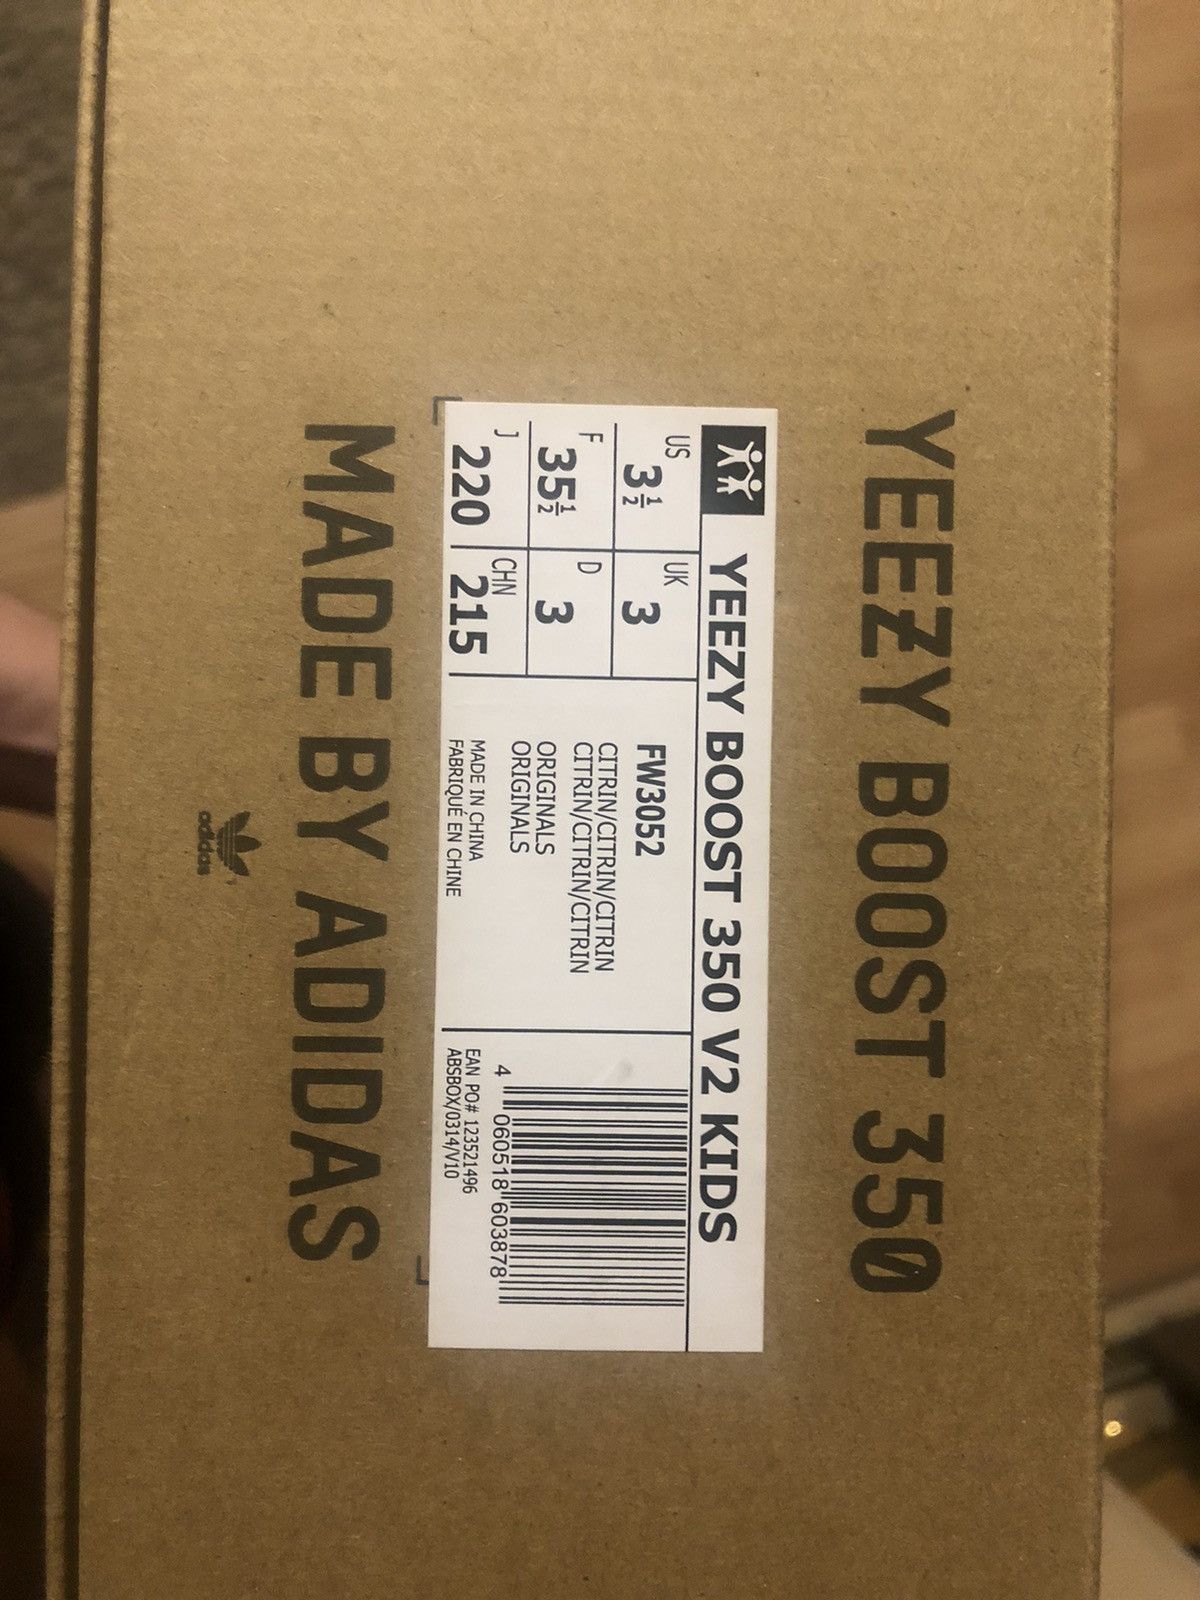 YEEZY BOOST 350
YEEZY BOOST 350 V2 KIDS
US 3½ UK 3
F 35½ D 3
J 220 CHN 215
FW3052
CITRIN/CITRIN/CITRIN
CITRIN/CITRIN/CITRIN
ORIGINALS
ORIGINALS
MADE IN CHINA
FABRIQUÉ EN CHINE
4 060518 603878
EAN PO# 123521496
ABSBOX/0314/V10
MADE BY ADIDAS
adidas